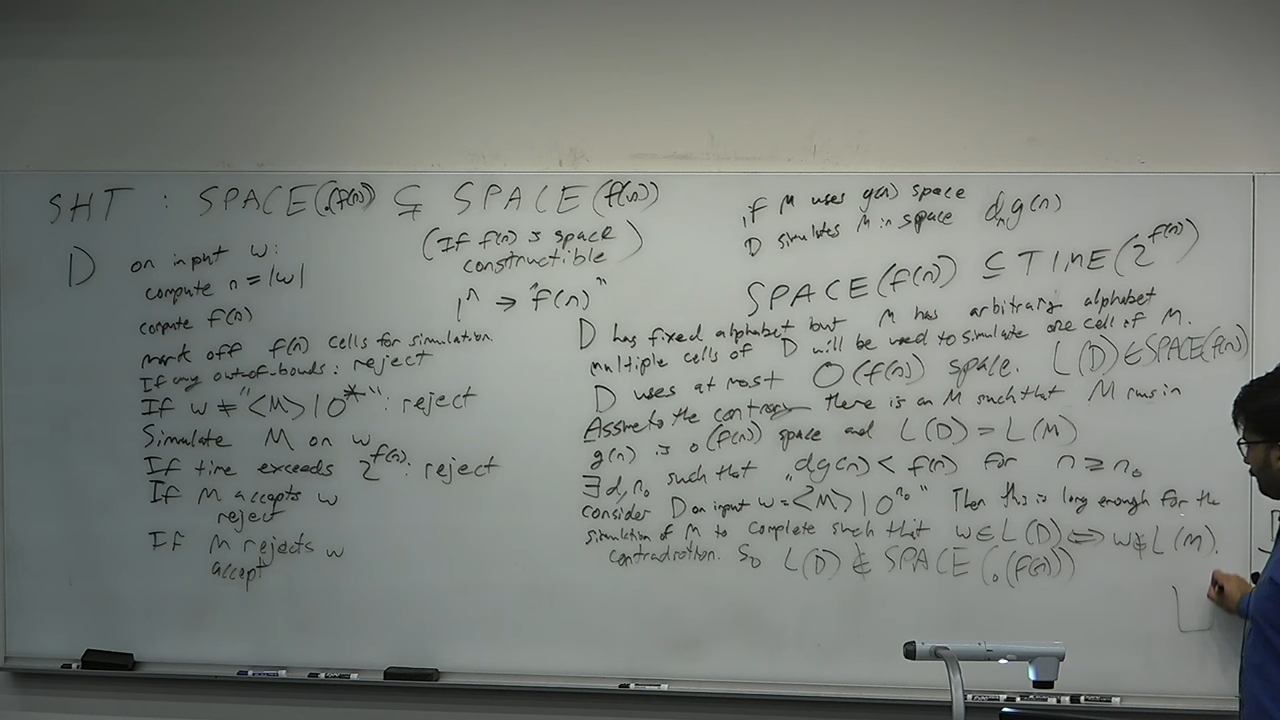 SHT : SPACE(o(f(n))) ⊊ SPACE(f(n))
(If f(n) is space
constructible)
1ⁿ → "f(n)"
D on input w:
compute n = |w|
compute f(n)
mark off f(n) cells for simulation
If any out-of-bounds: reject
If w ≠ "<M>10*": reject
Simulate M on w
If time exceeds 2^f(n): reject
If M accepts w
reject
If M rejects w
accept
if M uses g(n) space
D simulates M in space d g(n)
SPACE(f(n)) ⊆ TIME(2^f(n))
D has fixed alphabet but M has arbitrary alphabet
multiple cells of D will be used to simulate one cell of M.
D uses at most O(f(n)) space. L(D) ∈ SPACE(f(n))
Assume to the contrary there is an M such that M runs in
g(n) is o(f(n)) space and L(D) = L(M)
∃ d, n₀ such that "dg(n) < f(n) for n ≥ n₀
consider D on input w = "<M>10^n₀" Then this is long enough for the
simulation of M to complete such that w ∈ L(D) ⟺ w ∉ L(M).
contradiction. So L(D) ∉ SPACE(o(f(n)))